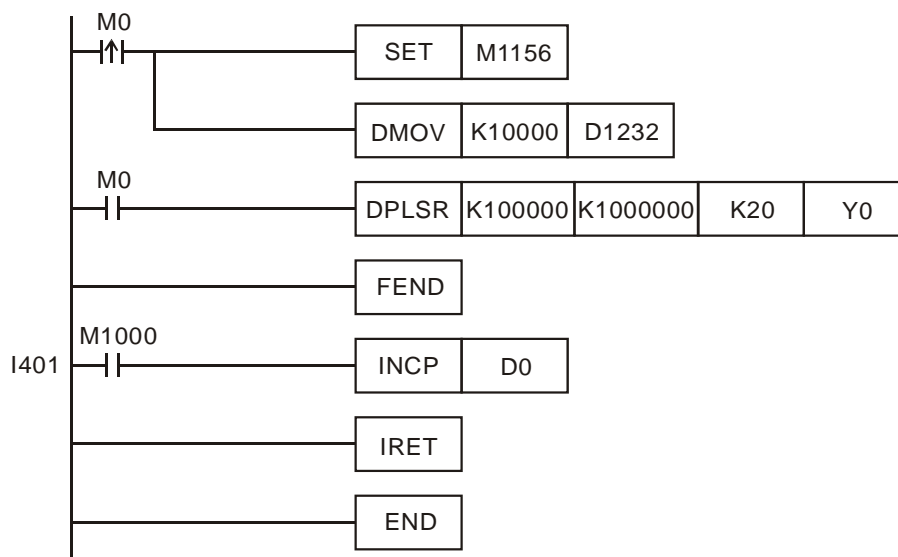 M0
SET M1156
DMOV K10000 D1232
M0
DPLSR K100000 K1000000 K20 Y0
FEND
M1000
I401 INCP D0
IRET
END